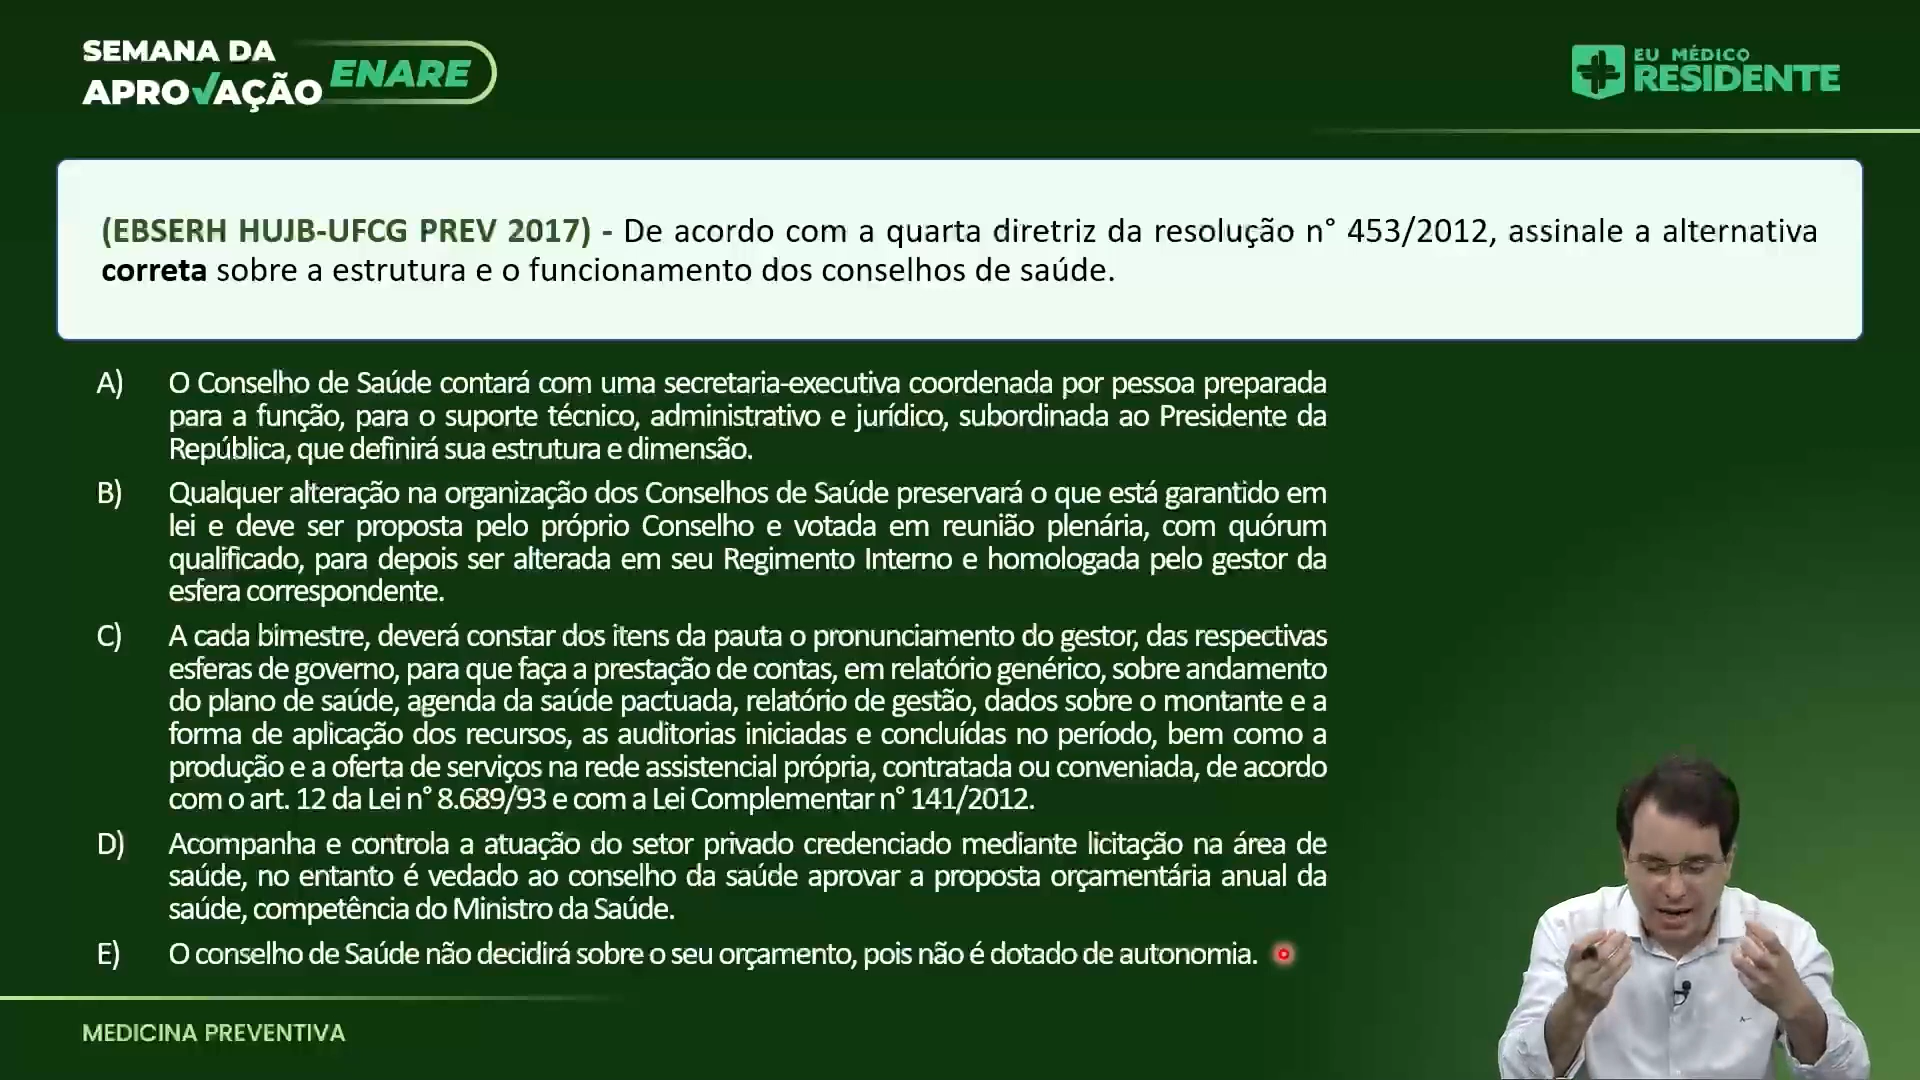 SEMANA DA
APROVAÇÃO ENARE
EU MÉDICO
RESIDENTE
(EBSERH HUJB-UFCG PREV 2017) - De acordo com a quarta diretriz da resolução n° 453/2012, assinale a alternativa
correta sobre a estrutura e o funcionamento dos conselhos de saúde.
A) O Conselho de Saúde contará com uma secretaria-executiva coordenada por pessoa preparada
para a função, para o suporte técnico, administrativo e jurídico, subordinada ao Presidente da
República, que definirá sua estrutura e dimensão.
B) Qualquer alteração na organização dos Conselhos de Saúde preservará o que está garantido em
lei e deve ser proposta pelo próprio Conselho e votada em reunião plenária, com quórum
qualificado, para depois ser alterada em seu Regimento Interno e homologada pelo gestor da
esfera correspondente.
C) A cada bimestre, deverá constar dos itens da pauta o pronunciamento do gestor, das respectivas
esferas de governo, para que faça a prestação de contas, em relatório genérico, sobre andamento
do plano de saúde, agenda da saúde pactuada, relatório de gestão, dados sobre o montante e a
forma de aplicação dos recursos, as auditorias iniciadas e concluídas no período, bem como a
produção e a oferta de serviços na rede assistencial própria, contratada ou conveniada, de acordo
com o art. 12 da Lei n° 8.689/93 e com a Lei Complementar n° 141/2012.
D) Acompanha e controla a atuação do setor privado credenciado mediante licitação na área de
saúde, no entanto é vedado ao conselho da saúde aprovar a proposta orçamentária anual da
saúde, competência do Ministro da Saúde.
E) O conselho de Saúde não decidirá sobre o seu orçamento, pois não é dotado de autonomia.
MEDICINA PREVENTIVA